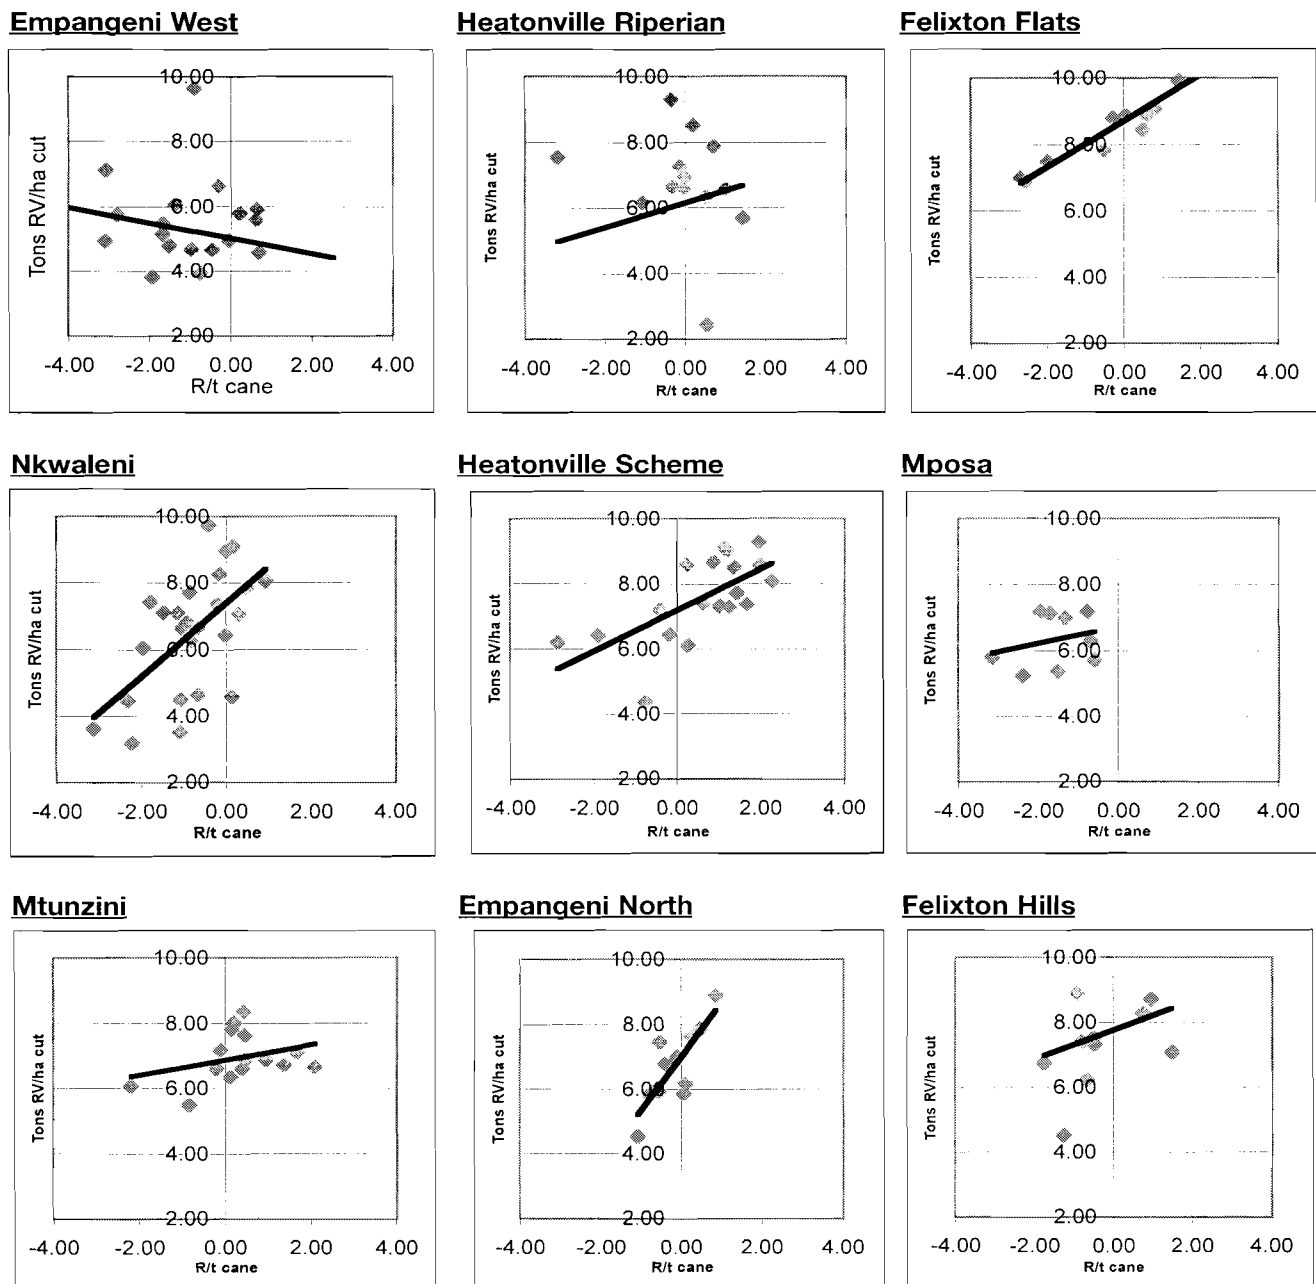 Empangeni West
Heatonville Riperian
Felixton Flats
10.00
8.00
6.00
4.00
2.00
Tons RV/ha cut
-4.00 -2.00 0.00 2.00 4.00
R/t cane
10.00
8.00
6.00
4.00
2.00
Tons RV/ha cut
-4.00 -2.00 0.00 2.00 4.00
R/t cane
10.00
8.00
6.00
4.00
2.00
Tons RV/ha cut
-4.00 -2.00 0.00 2.00 4.00
R/t cane
Nkwaleni
Heatonville Scheme
Mposa
10.00
8.00
6.00
4.00
2.00
Tons RV/ha cut
-4.00 -2.00 0.00 2.00 4.00
R/t cane
10.00
8.00
6.00
4.00
2.00
Tons RV/ha cut
-4.00 -2.00 0.00 2.00 4.00
R/t cane
10.00
8.00
6.00
4.00
2.00
Tons RV/ha cut
-4.00 -2.00 0.00 2.00 4.00
R/t cane
Mtunzini
Empangeni North
Felixton Hills
10.00
8.00
6.00
4.00
2.00
Tons RV/ha cut
-4.00 -2.00 0.00 2.00 4.00
R/t cane
10.00
8.00
6.00
4.00
2.00
Tons RV/ha cut
-4.00 -2.00 0.00 2.00 4.00
R/t cane
10.00
8.00
6.00
4.00
2.00
Tons RV/ha cut
-4.00 -2.00 0.00 2.00 4.00
R/t cane